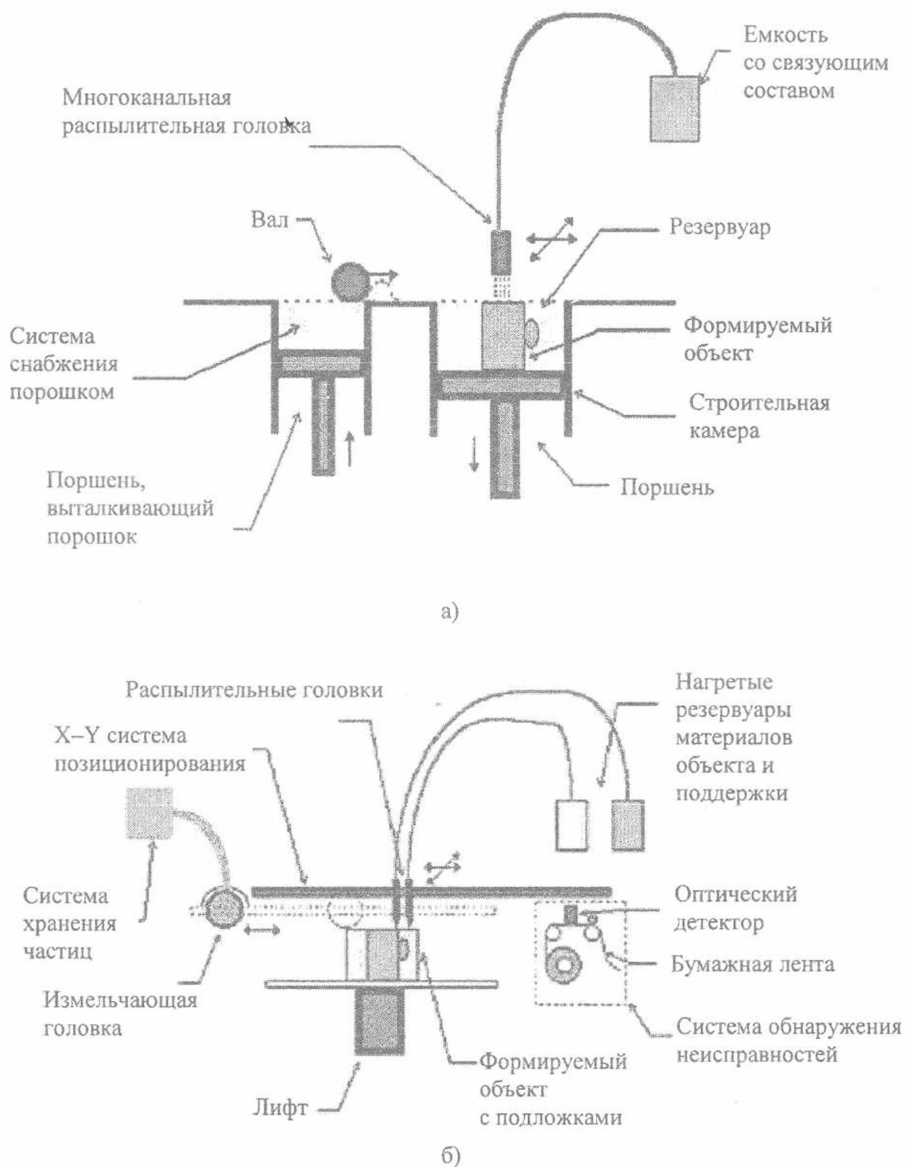 Емкость
со связующим
составом
Многоканальная
распылительная головка
Вал
Резервуар
Система
снабжения
порошком
Формируемый
объект
Строительная
камера
Поршень,
выталкивающий
порошок
Поршень
а)
Распылительные головки
Нагретые
резервуары
материалов
объекта и
поддержки
X–Y система
позиционирования
Система
хранения
частиц
Оптический
детектор
Бумажная лента
Измельчающая
головка
Система обнаружения
неисправностей
Формируемый
объект
с подложками
Лифт
б)